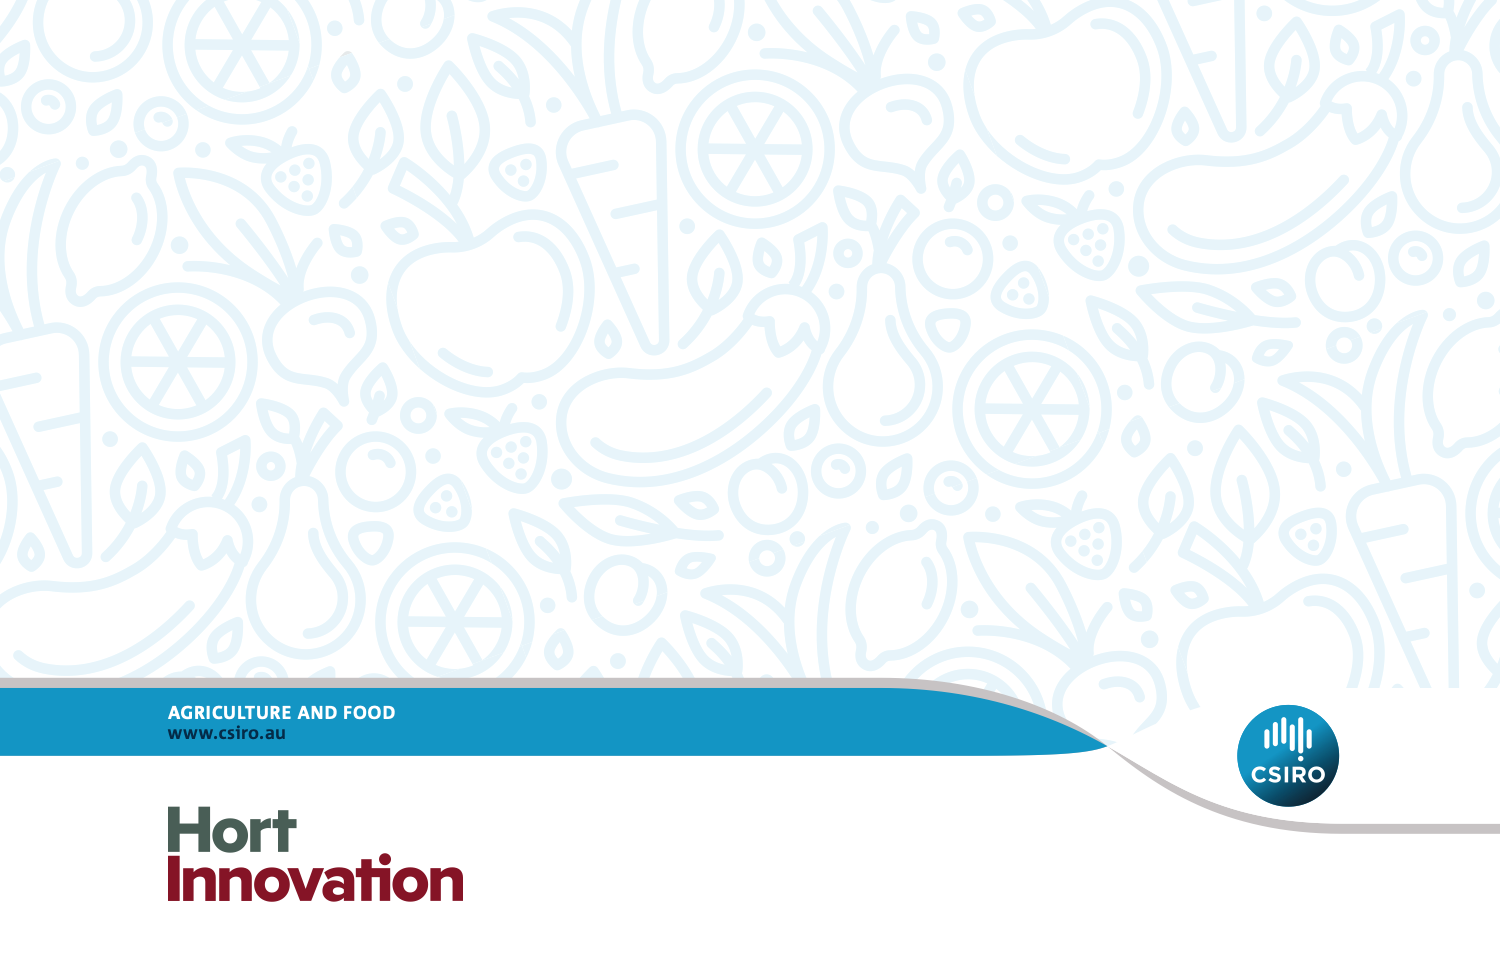 AGRICULTURE AND FOOD
www.csiro.au
CSIRO
Hort
Innovation